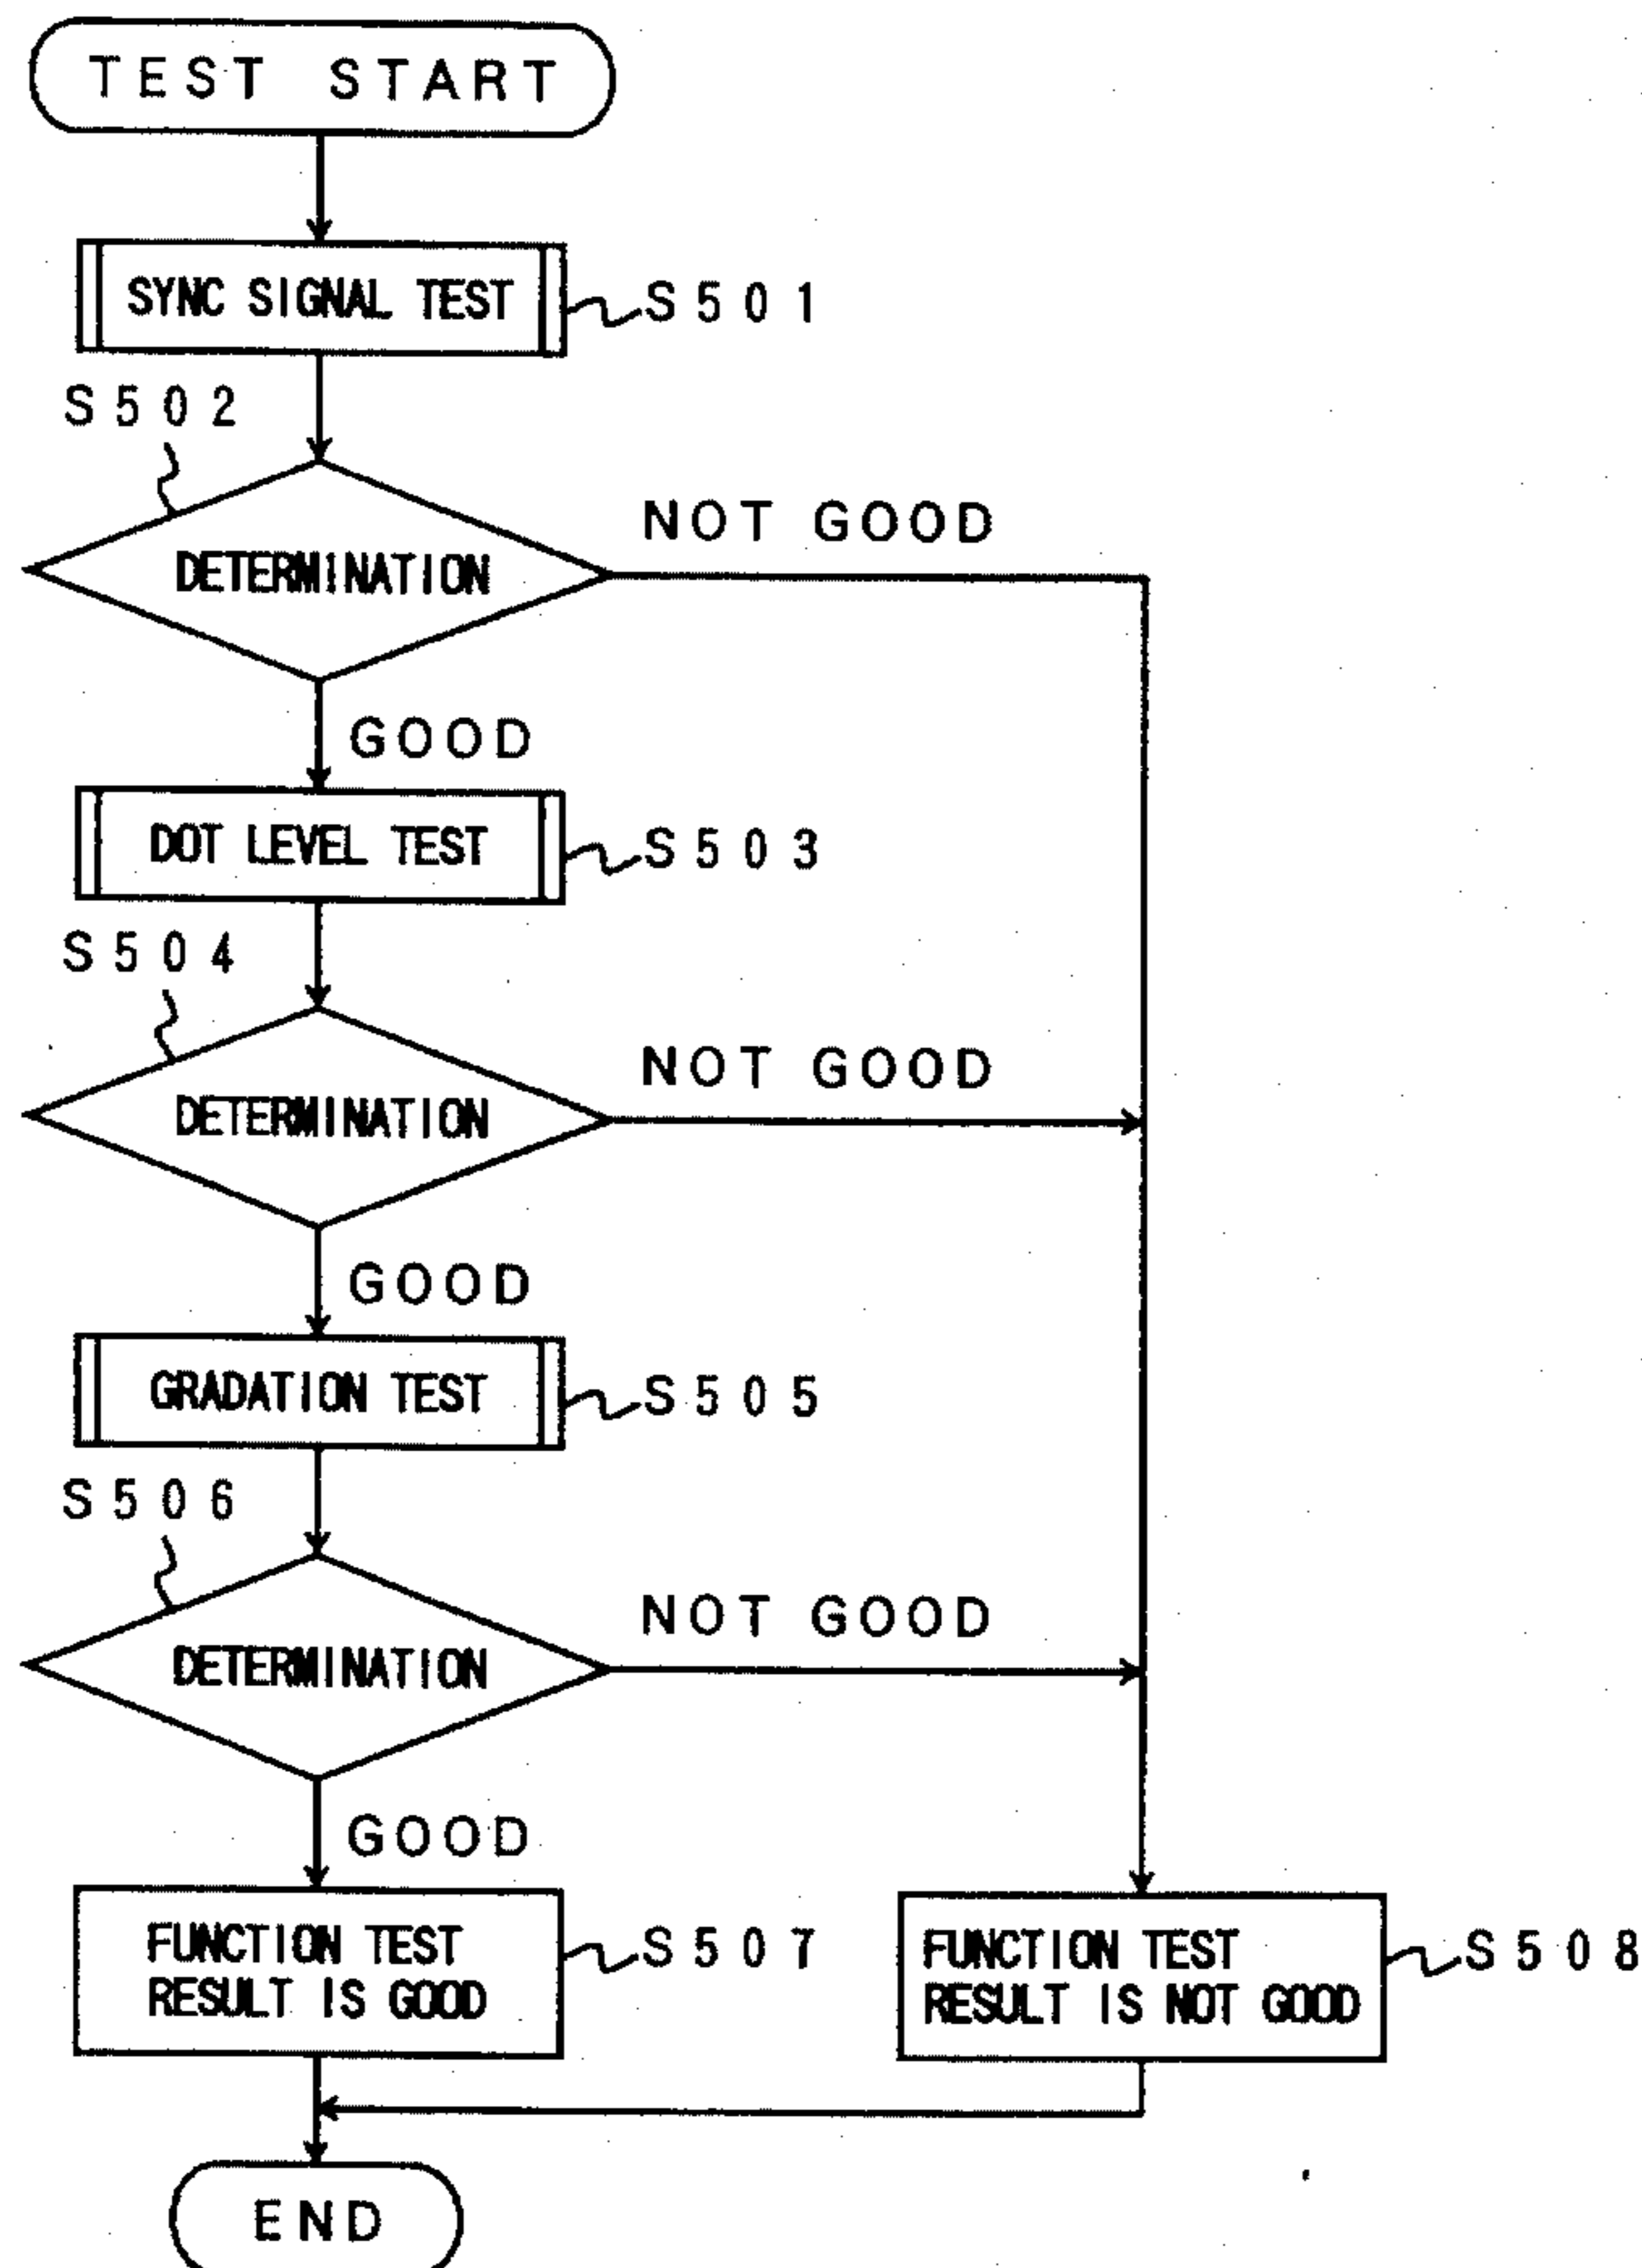 TEST START
SYNC SIGNAL TEST
S501
S502
DETERMINATION
NOT GOOD
GOOD
DOT LEVEL TEST
S503
S504
DETERMINATION
NOT GOOD
GOOD
GRADATION TEST
S505
S506
DETERMINATION
NOT GOOD
GOOD
FUNCTION TEST
RESULT IS GOOD
S507
FUNCTION TEST
RESULT IS NOT GOOD
S508
END